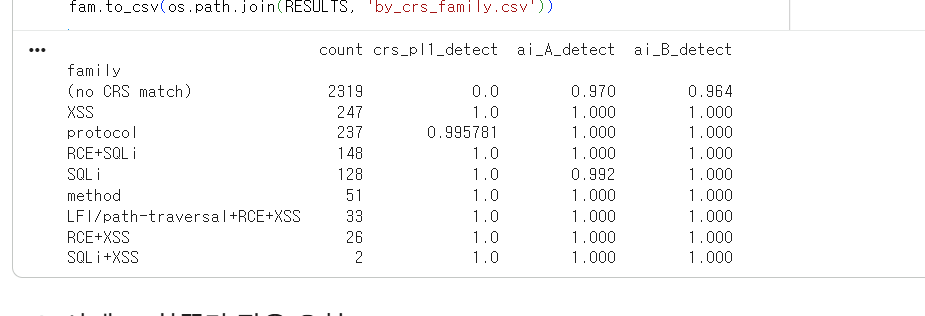 fam.to_csv(os.path.join(RESULTS, 'by_crs_family.csv'))
••• count crs_pl1_detect ai_A_detect ai_B_detect
family
(no CRS match) 2319 0.0 0.970 0.964
XSS 247 1.0 1.000 1.000
protocol 237 0.995781 1.000 1.000
RCE+SQLi 148 1.0 1.000 1.000
SQLi 128 1.0 0.992 1.000
method 51 1.0 1.000 1.000
LFI/path-traversal+RCE+XSS 33 1.0 1.000 1.000
RCE+XSS 26 1.0 1.000 1.000
SQLi+XSS 2 1.0 1.000 1.000